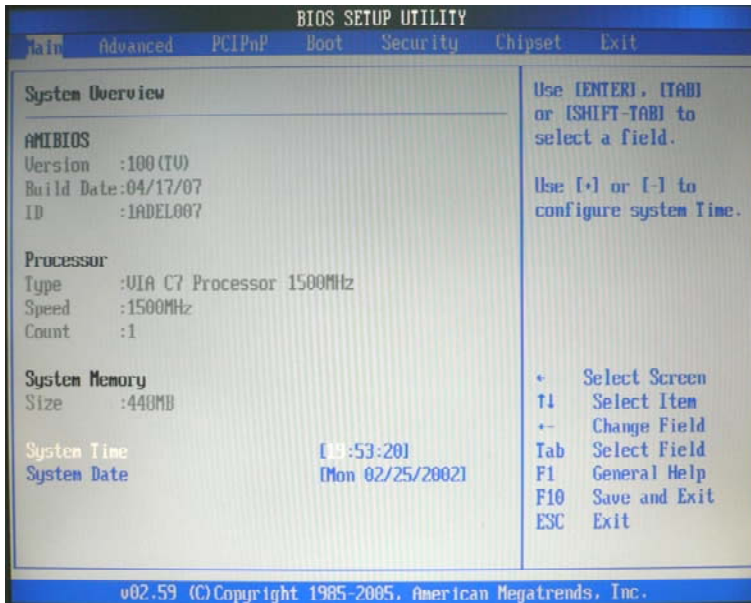 BIOS SETUP UTILITY
Main Advanced PCIPnP Boot Security Chipset Exit
System Overview
AMIBIOS
Version :100(TV)
Build Date:04/17/07
ID :1ADEL007
Processor
Type :VIA C7 Processor 1500MHz
Speed :1500MHz
Count :1
System Memory
Size :448MB
System Time [19:53:20]
System Date [Mon 02/25/2002]
Use [ENTER], [TAB]
or [SHIFT-TAB] to
select a field.
Use [+] or [-] to
configure system Time.
← Select Screen
↑↓ Select Item
+- Change Field
Tab Select Field
F1 General Help
F10 Save and Exit
ESC Exit
v02.59 (C)Copyright 1985-2005, American Megatrends, Inc.